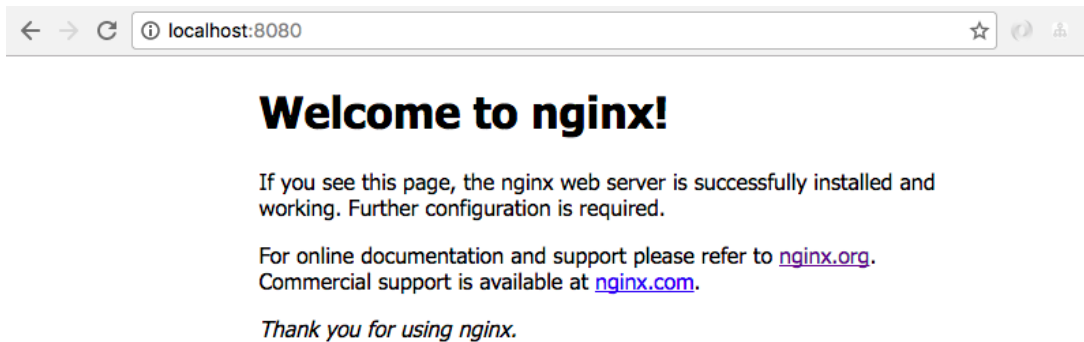 localhost:8080
Welcome to nginx!
If you see this page, the nginx web server is successfully installed and
working. Further configuration is required.
For online documentation and support please refer to nginx.org.
Commercial support is available at nginx.com.
Thank you for using nginx.